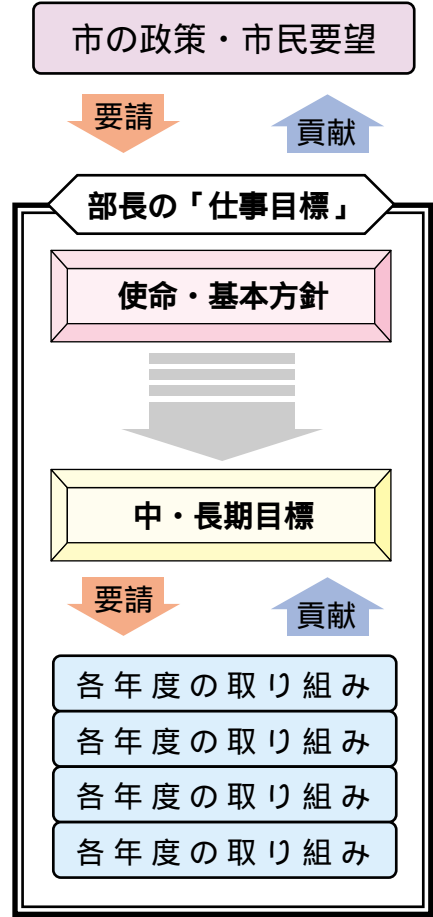 市の政策・市民要望
要請
貢献
部長の「仕事目標」
使命・基本方針
中・長期目標
要請
貢献
各年度の取り組み
各年度の取り組み
各年度の取り組み
各年度の取り組み